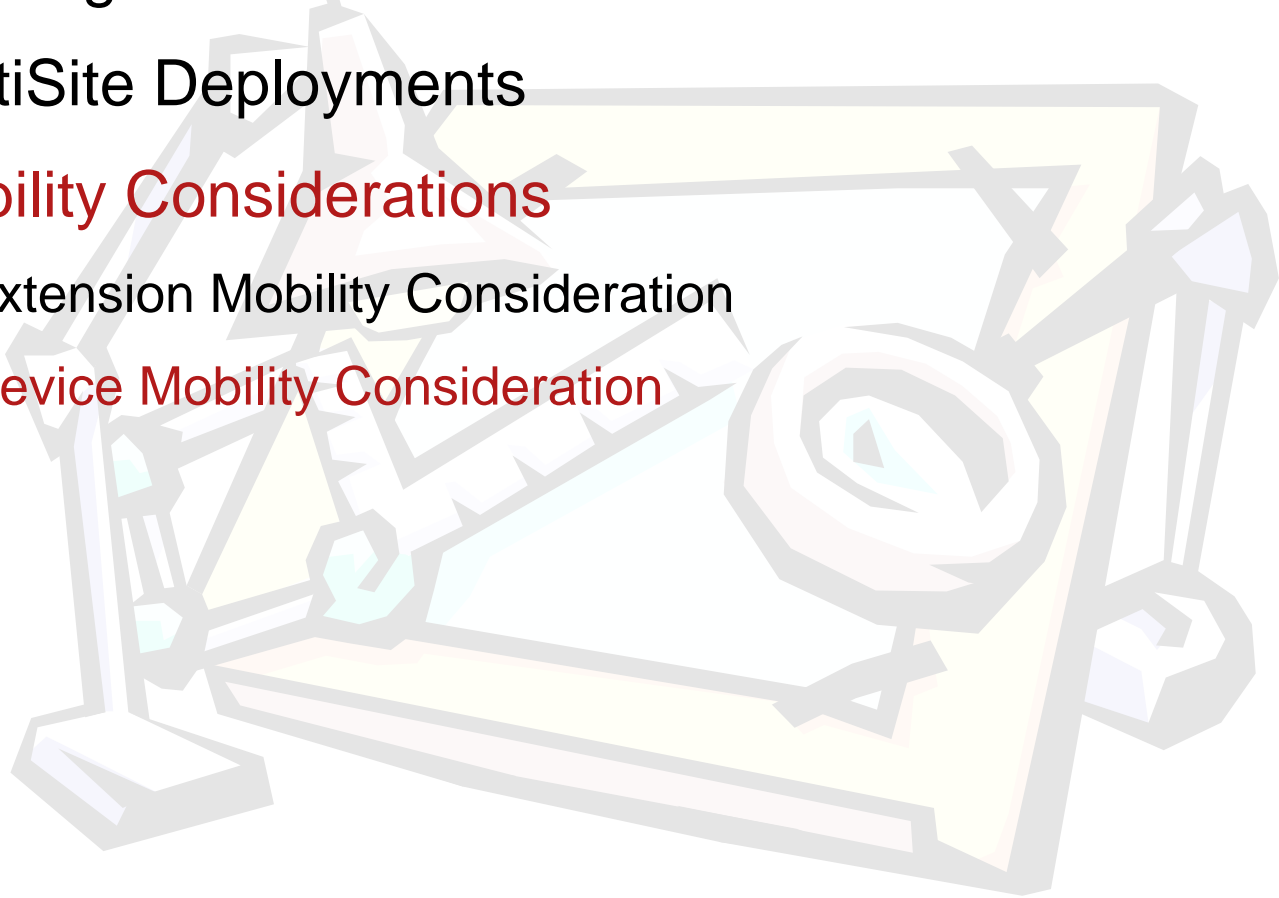 tiSite Deployments
bility Considerations
xtension Mobility Consideration
evice Mobility Consideration